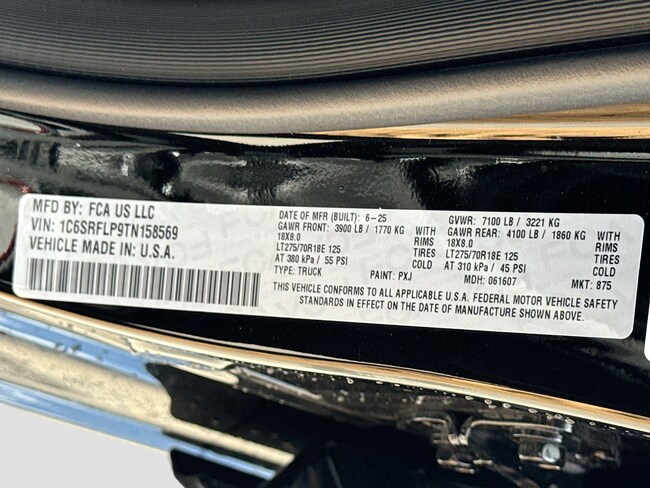 MFD BY: FCA US LLC
VIN: 1C6SRFLP9TN158569
VEHICLE MADE IN: U.S.A.
DATE OF MFR (BUILT): 6-25
GAWR FRONT: 3900 LB / 1770 KG WITH
18X8.0 RIMS
LT275/70R18E 125 TIRES
AT 380 kPa / 55 PSI COLD
TYPE: TRUCK PAINT: PXJ
GVWR: 7100 LB / 3221 KG
GAWR REAR: 4100 LB / 1860 KG WITH
18X8.0 RIMS
LT275/70R18E 125 TIRES
AT 310 kPa / 45 PSI COLD
MDH: 061607 MKT: 875
THIS VEHICLE CONFORMS TO ALL APPLICABLE U.S.A. FEDERAL MOTOR VEHICLE SAFETY
STANDARDS IN EFFECT ON THE DATE OF MANUFACTURE SHOWN ABOVE.